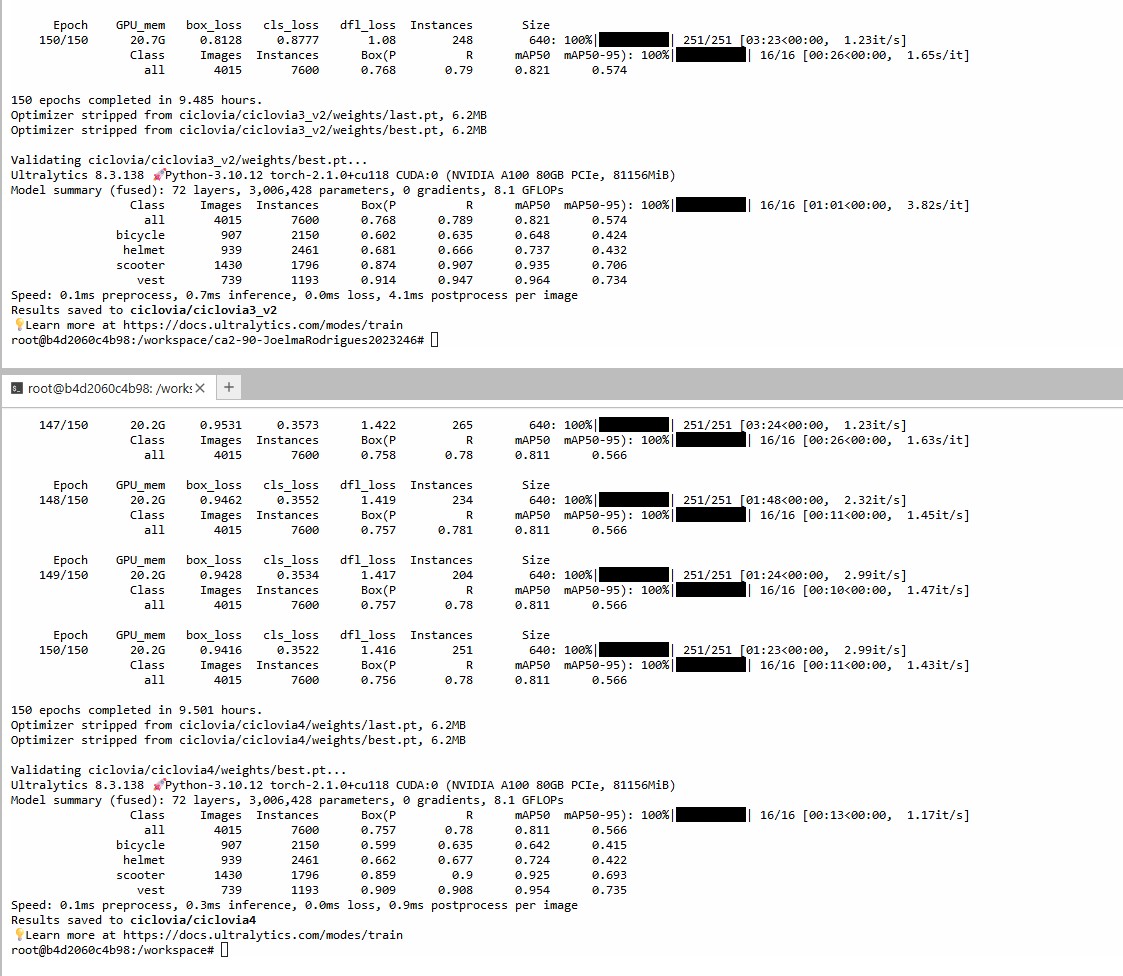 Epoch GPU_mem box_loss cls_loss dfl_loss Instances Size
150/150 20.7G 0.8128 0.8777 1.08 248 640: 100%|██████████| 251/251 [03:23<00:00, 1.23it/s]
Class Images Instances Box(P R mAP50 mAP50-95): 100%|██████████| 16/16 [00:26<00:00, 1.65s/it]
all 4015 7600 0.768 0.79 0.821 0.574
150 epochs completed in 9.485 hours.
Optimizer stripped from ciclovia/ciclovia3_v2/weights/last.pt, 6.2MB
Optimizer stripped from ciclovia/ciclovia3_v2/weights/best.pt, 6.2MB
Validating ciclovia/ciclovia3_v2/weights/best.pt...
Ultralytics 8.3.138 🚀Python-3.10.12 torch-2.1.0+cu118 CUDA:0 (NVIDIA A100 80GB PCIe, 81156MiB)
Model summary (fused): 72 layers, 3,006,428 parameters, 0 gradients, 8.1 GFLOPs
Class Images Instances Box(P R mAP50 mAP50-95): 100%|██████████| 16/16 [01:01<00:00, 3.82s/it]
all 4015 7600 0.768 0.789 0.821 0.574
bicycle 907 2150 0.602 0.635 0.648 0.424
helmet 939 2461 0.681 0.666 0.737 0.432
scooter 1430 1796 0.874 0.907 0.935 0.706
vest 739 1193 0.914 0.947 0.964 0.734
Speed: 0.1ms preprocess, 0.7ms inference, 0.0ms loss, 4.1ms postprocess per image
Results saved to ciclovia/ciclovia3_v2
💡Learn more at https://docs.ultralytics.com/modes/train
root@b4d2060c4b98:/workspace/ca2-90-JoelmaRodrigues2023246#
root@b4d2060c4b98: /works
147/150 20.2G 0.9531 0.3573 1.422 265 640: 100%|██████████| 251/251 [03:24<00:00, 1.23it/s]
Class Images Instances Box(P R mAP50 mAP50-95): 100%|██████████| 16/16 [00:26<00:00, 1.63s/it]
all 4015 7600 0.758 0.78 0.811 0.566
Epoch GPU_mem box_loss cls_loss dfl_loss Instances Size
148/150 20.2G 0.9462 0.3552 1.419 234 640: 100%|██████████| 251/251 [01:48<00:00, 2.32it/s]
Class Images Instances Box(P R mAP50 mAP50-95): 100%|██████████| 16/16 [00:11<00:00, 1.45it/s]
all 4015 7600 0.757 0.781 0.811 0.566
Epoch GPU_mem box_loss cls_loss dfl_loss Instances Size
149/150 20.2G 0.9428 0.3534 1.417 204 640: 100%|██████████| 251/251 [01:24<00:00, 2.99it/s]
Class Images Instances Box(P R mAP50 mAP50-95): 100%|██████████| 16/16 [00:10<00:00, 1.47it/s]
all 4015 7600 0.757 0.78 0.811 0.566
Epoch GPU_mem box_loss cls_loss dfl_loss Instances Size
150/150 20.2G 0.9416 0.3522 1.416 251 640: 100%|██████████| 251/251 [01:23<00:00, 2.99it/s]
Class Images Instances Box(P R mAP50 mAP50-95): 100%|██████████| 16/16 [00:11<00:00, 1.43it/s]
all 4015 7600 0.756 0.78 0.811 0.566
150 epochs completed in 9.501 hours.
Optimizer stripped from ciclovia/ciclovia4/weights/last.pt, 6.2MB
Optimizer stripped from ciclovia/ciclovia4/weights/best.pt, 6.2MB
Validating ciclovia/ciclovia4/weights/best.pt...
Ultralytics 8.3.138 🚀Python-3.10.12 torch-2.1.0+cu118 CUDA:0 (NVIDIA A100 80GB PCIe, 81156MiB)
Model summary (fused): 72 layers, 3,006,428 parameters, 0 gradients, 8.1 GFLOPs
Class Images Instances Box(P R mAP50 mAP50-95): 100%|██████████| 16/16 [00:13<00:00, 1.17it/s]
all 4015 7600 0.757 0.78 0.811 0.566
bicycle 907 2150 0.599 0.635 0.642 0.415
helmet 939 2461 0.662 0.677 0.724 0.422
scooter 1430 1796 0.859 0.9 0.925 0.693
vest 739 1193 0.909 0.908 0.954 0.735
Speed: 0.1ms preprocess, 0.3ms inference, 0.0ms loss, 0.9ms postprocess per image
Results saved to ciclovia/ciclovia4
💡Learn more at https://docs.ultralytics.com/modes/train
root@b4d2060c4b98:/workspace#